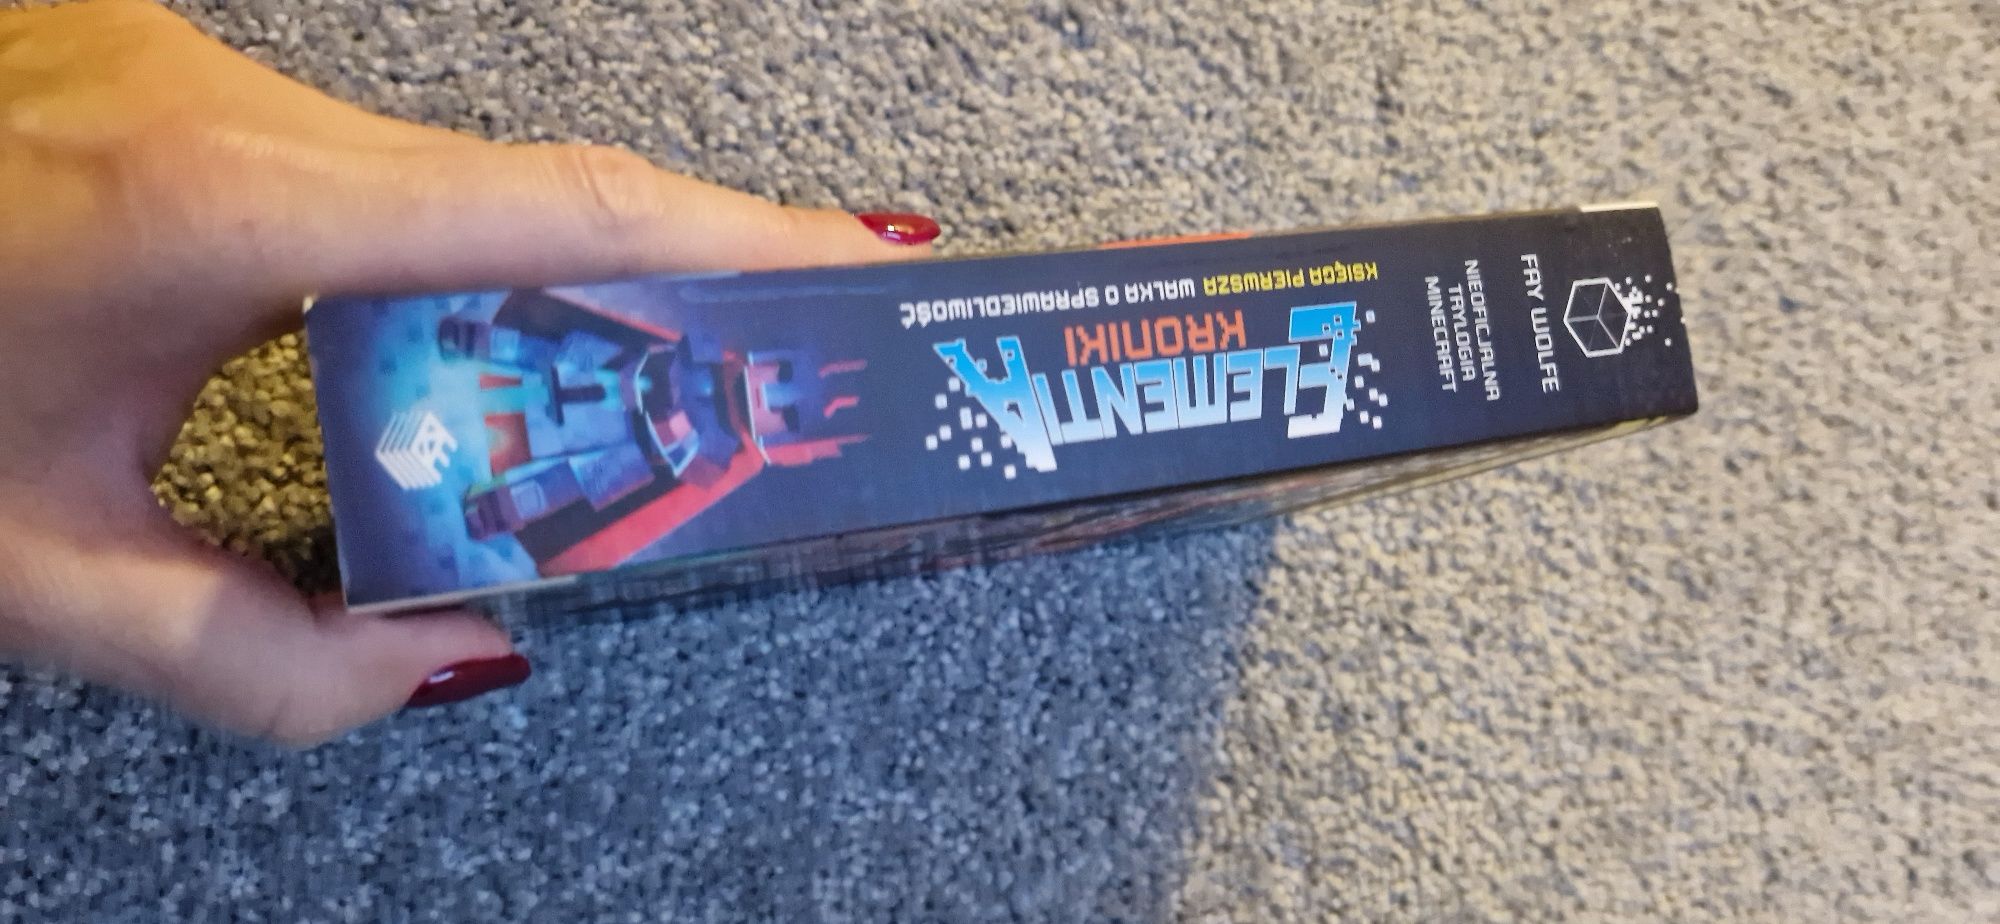 FAY WOLFE
NIEOFICJALNA
TRYLOGIA
MINECRAFT
KRONIKI
ELEMENTIA
KSIĘGA PIERWSZA WALKA O SPRAWIEDLIWOŚĆ